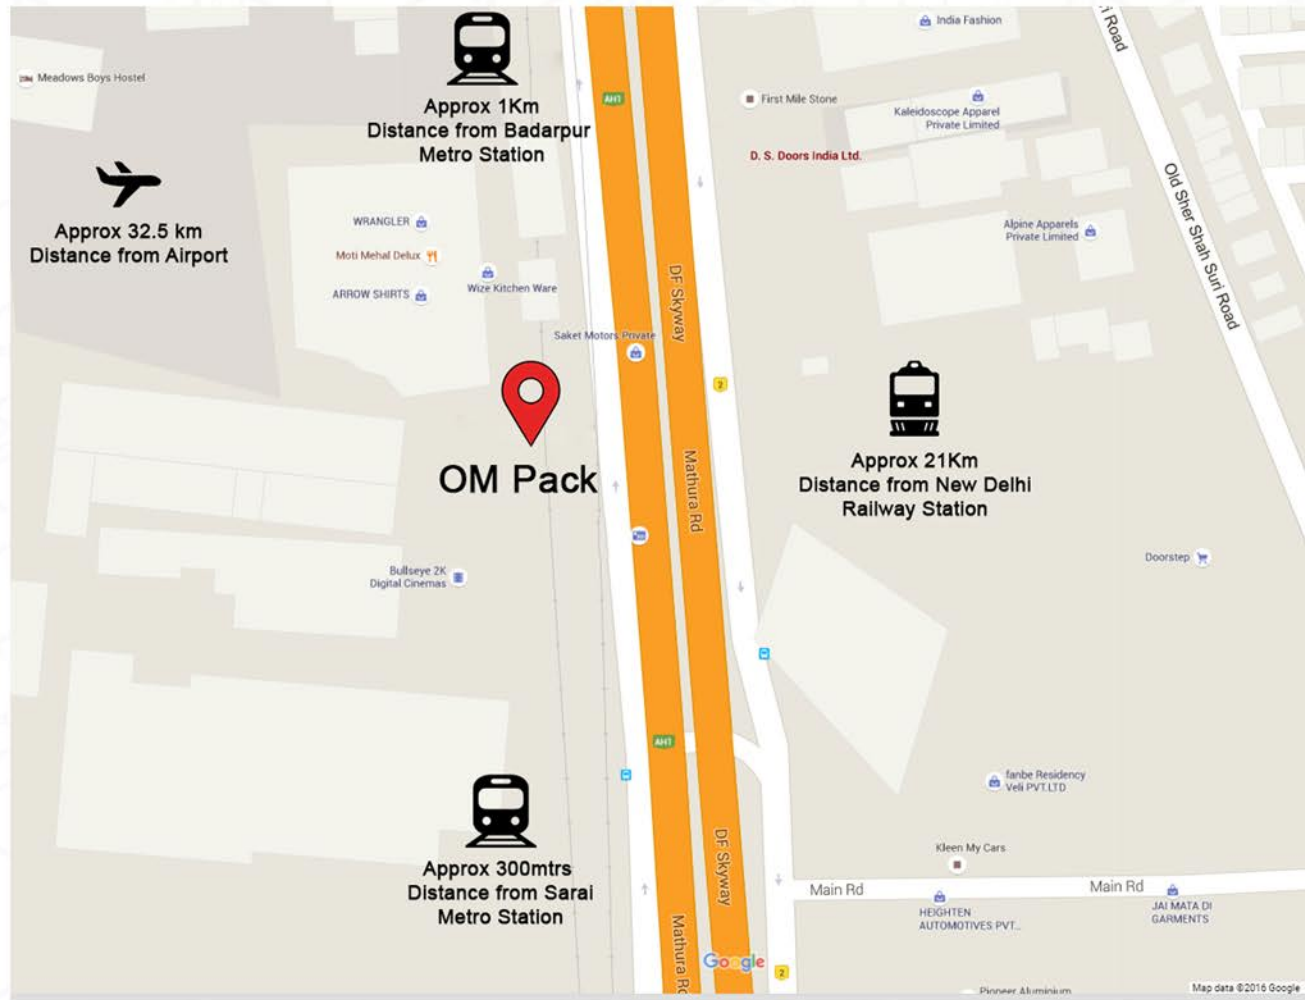 India Fashion
i Road
Meadows Boys Hostel
AH1
First Mile Stone
Approx 1Km
Distance from Badarpur
Metro Station
Kaleidoscope Apparel
Private Limited
D. S. Doors India Ltd.
Old Sher Shah Suri Road
Approx 32.5 km
Distance from Airport
WRANGLER
Moti Mehal Delux
Wize Kitchen Ware
ARROW SHIRTS
Alpine Apparels
Private Limited
DF Skyway
Saket Motors Private
2
OM Pack
Mathura Rd
Approx 21Km
Distance from New Delhi
Railway Station
Doorstep
Bullseye 2K
Digital Cinemas
AH1
fanbe Residency
Veli PVT.LTD
Approx 300mtrs
Distance from Sarai
Metro Station
DF Skyway
Kleen My Cars
Main Rd
Main Rd
HEIGHTEN
AUTOMOTIVES PVT...
JAI MATA DI
GARMENTS
Mathura Rd
Google
2
Pioneer Aluminium
Map data ©2016 Google